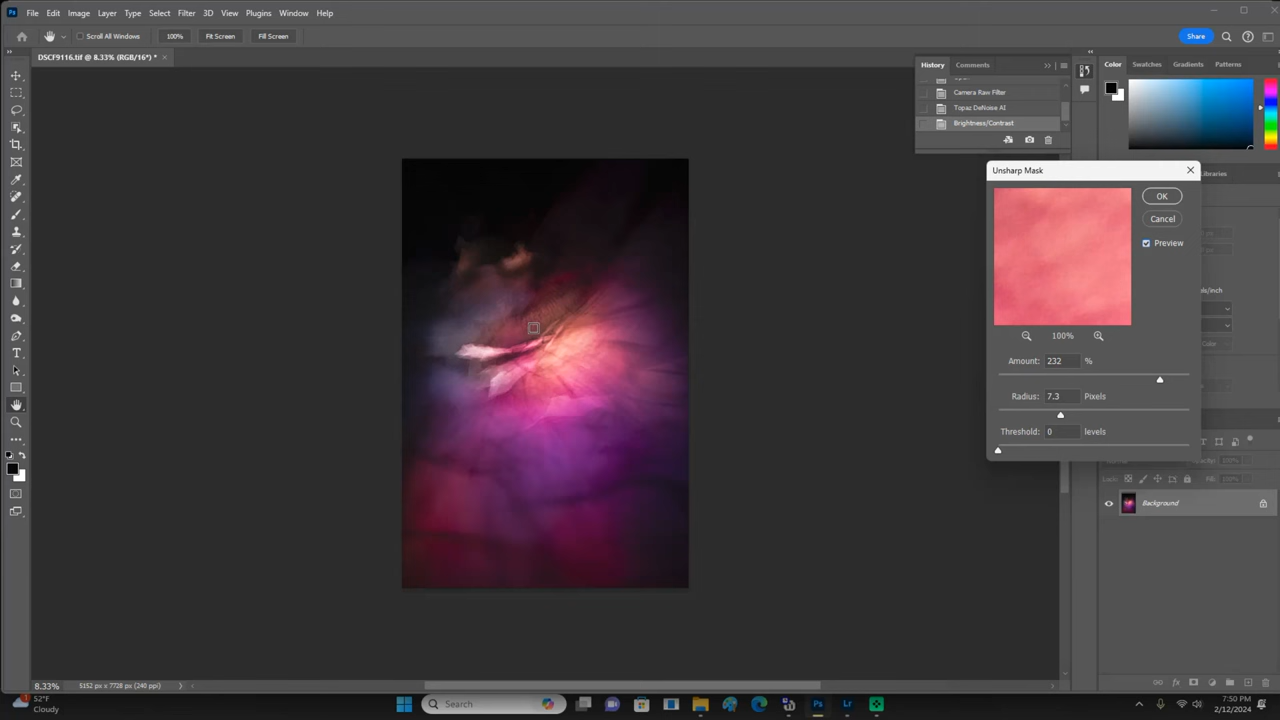 File Edit Image Layer Type Select Filter 3D View Plugins Window Help
Scroll All Windows 100% Fit Screen Fill Screen
Share
DSCF9116.tif @ 8.33% (RGB/16*) *
History Comments
Camera Raw Filter
Topaz DeNoise AI
Brightness/Contrast
Color Swatches Gradients Patterns
Libraries
Unsharp Mask
OK
Cancel
Preview
100%
Amount: 232 %
Radius: 7.3 Pixels
Threshold: 0 levels
Background
8.33% 5152 px x 7728 px (240 ppi)
52°F
Cloudy
Search
7:50 PM
2/12/2024